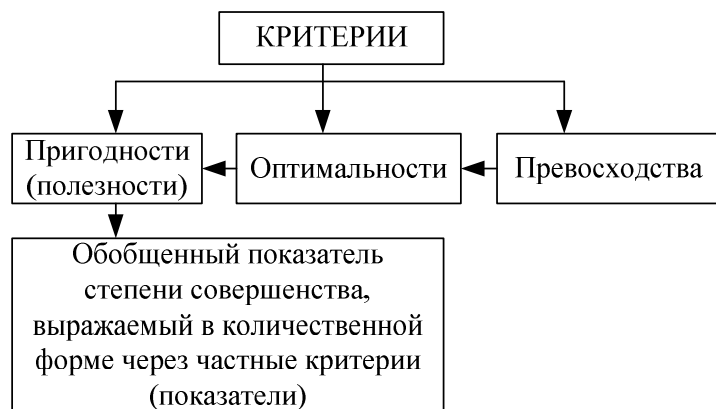 КРИТЕРИИ
Пригодности
(полезности)
Оптимальности
Превосходства
Обобщенный показатель
степени совершенства,
выражаемый в количественной
форме через частные критерии
(показатели)